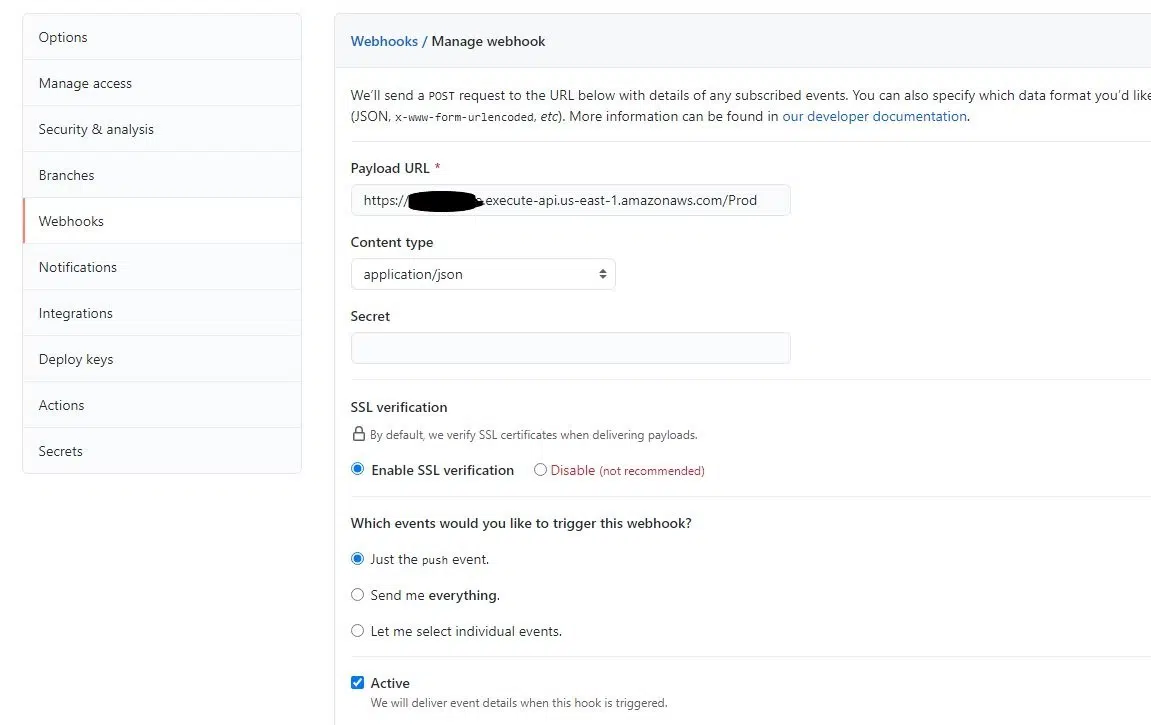 Options
Manage access
Security & analysis
Branches
Webhooks
Notifications
Integrations
Deploy keys
Actions
Secrets
Webhooks / Manage webhook
We'll send a POST request to the URL below with details of any subscribed events. You can also specify which data format you'd like
(JSON, x-www-form-urlencoded, etc). More information can be found in our developer documentation.
Payload URL *
https:// .execute-api.us-east-1.amazonaws.com/Prod
Content type
application/json
Secret
SSL verification
By default, we verify SSL certificates when delivering payloads.
Enable SSL verification Disable (not recommended)
Which events would you like to trigger this webhook?
Just the push event.
Send me everything.
Let me select individual events.
Active
We will deliver event details when this hook is triggered.